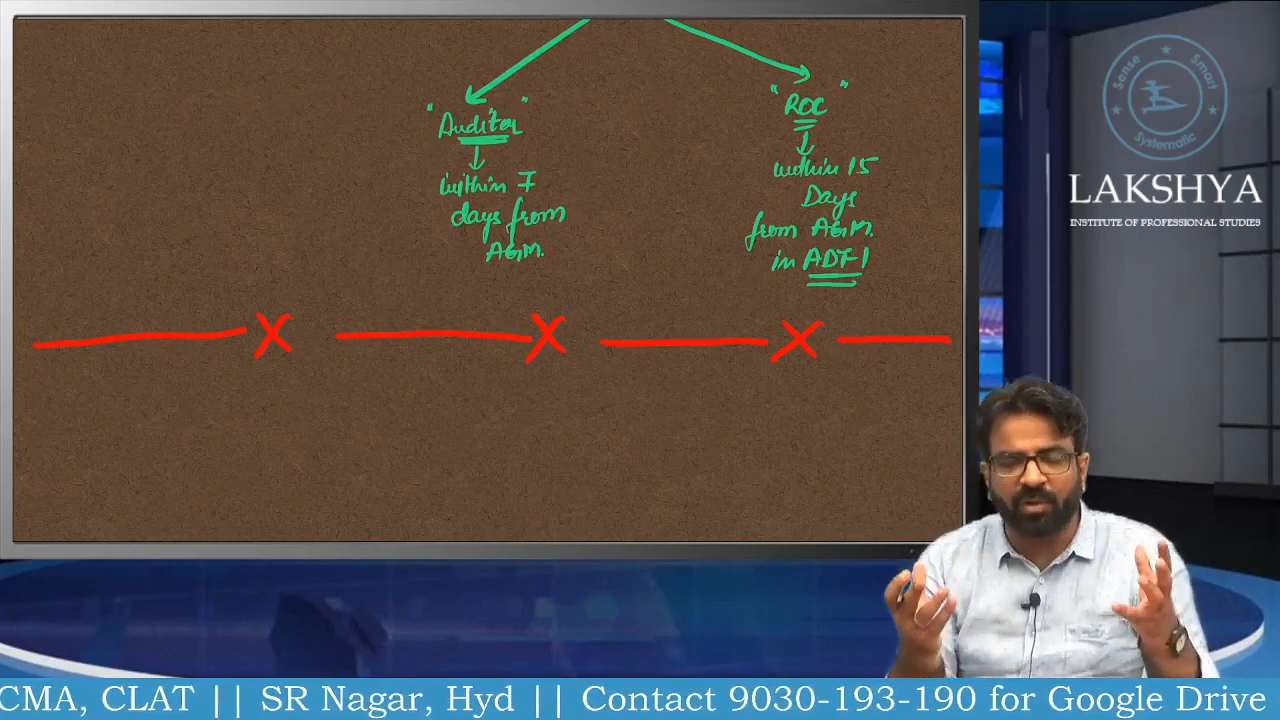 "Auditor"
within 7
days from
AGM.
"ROC"
within 15
Days
from AGM.
in ADT-1
Sense
Smart
Systematic
LAKSHYA
INSTITUTE OF PROFESSIONAL STUDIES
CMA, CLAT || SR Nagar, Hyd || Contact 9030-193-190 for Google Drive